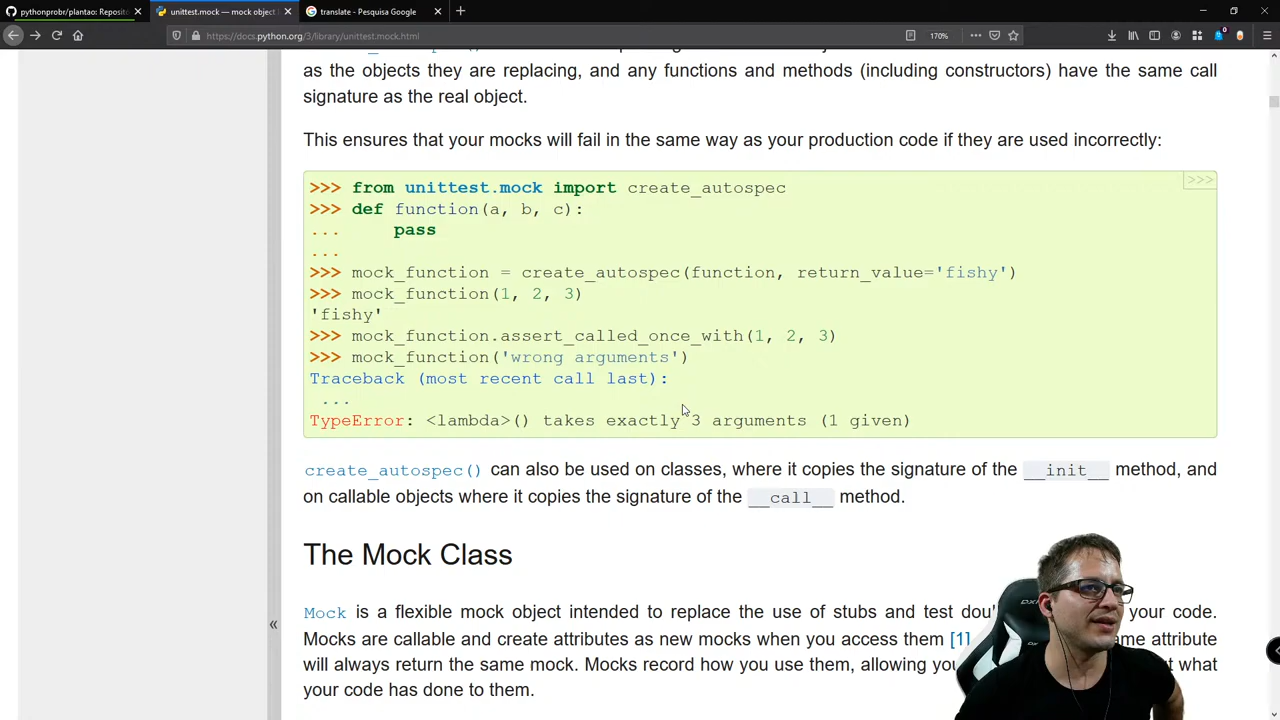 pythonprobr/plantao: Reposito
unittest.mock — mock object l
translate - Pesquisa Google
https://docs.python.org/3/library/unittest.mock.html
170%
as the objects they are replacing, and any functions and methods (including constructors) have the same call
signature as the real object.
This ensures that your mocks will fail in the same way as your production code if they are used incorrectly:
>>>
>>> from unittest.mock import create_autospec
>>> def function(a, b, c):
... pass
...
>>> mock_function = create_autospec(function, return_value='fishy')
>>> mock_function(1, 2, 3)
'fishy'
>>> mock_function.assert_called_once_with(1, 2, 3)
>>> mock_function('wrong arguments')
Traceback (most recent call last):
...
TypeError: <lambda>() takes exactly 3 arguments (1 given)
create_autospec() can also be used on classes, where it copies the signature of the __init__ method, and
on callable objects where it copies the signature of the __call__ method.
The Mock Class
Mock is a flexible mock object intended to replace the use of stubs and test dou your code.
Mocks are callable and create attributes as new mocks when you access them [1] ame attribute
will always return the same mock. Mocks record how you use them, allowing you t what
your code has done to them.
«